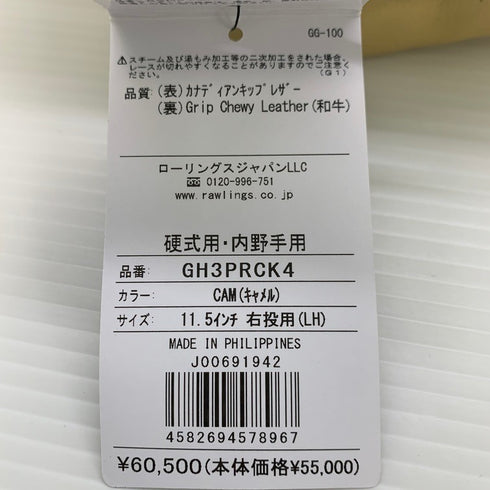 GG-100
⚠スチーム及び湯もみ加工等の二次加工をされた場合、
レースが切れやすくなることがありますのでご注意く
(G1)
品質:(表)カナディアンキップレザー
(裏)Grip Chewy Leather(和牛)
ローリングスジャパンLLC
0120-996-751
www.rawlings.co.jp
硬式用・内野手用
品番: GH3PRCK4
カラー: CAM(キャメル)
サイズ: 11.5インチ 右投用(LH)
MADE IN PHILIPPINES
J00691942
4582694578967
¥60,500(本体価格¥55,000)